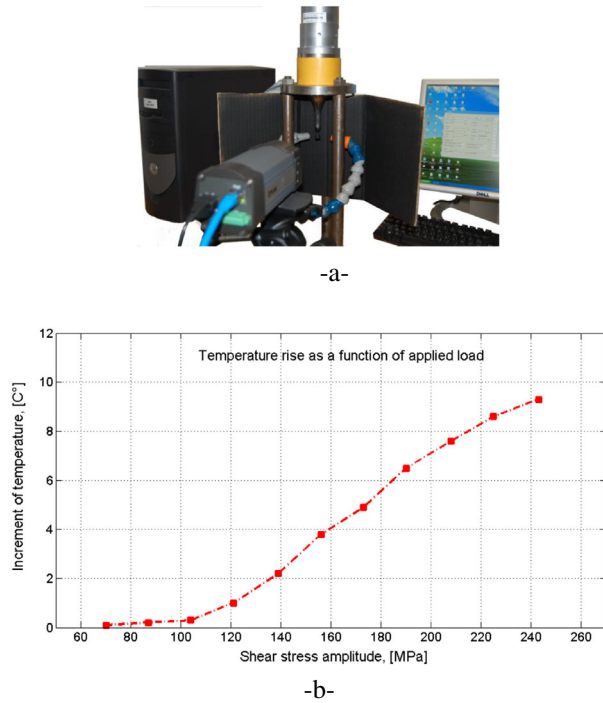 DELL
-a-
Temperature rise as a function of applied load
Increment of temperature, [C°]
12
10
8
6
4
2
0
60 80 100 120 140 160 180 200 220 240 260
Shear stress amplitude, [MPa]
-b-